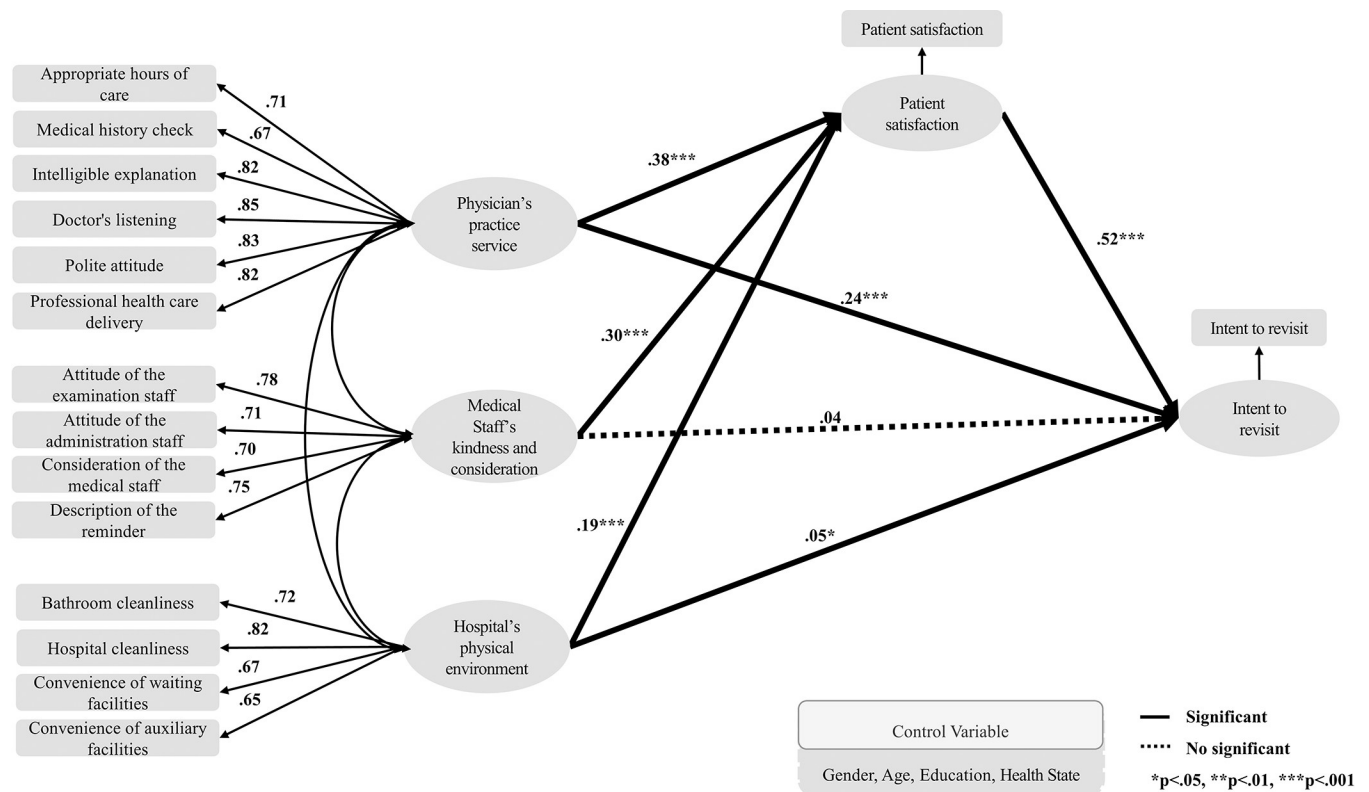 Patient satisfaction
Patient
satisfaction
Appropriate hours of
care
Medical history check
Intelligible explanation
Doctor's listening
Polite attitude
Professional health care
delivery
.71
.67
.82
.85
.83
.82
Physician's
practice
service
.38***
.24***
.52***
Intent to revisit
Intent to
revisit
Attitude of the
examination staff
Attitude of the
administration staff
Consideration of the
medical staff
Description of the
reminder
.78
.71
.70
.75
Medical
Staff's
kindness and
consideration
.30***
.04
Bathroom cleanliness
Hospital cleanliness
Convenience of waiting
facilities
Convenience of auxiliary
facilities
.72
.82
.67
.65
Hospital's
physical
environment
.19***
.05*
Control Variable
Gender, Age, Education, Health State
Significant
No significant
*p<.05, **p<.01, ***p<.001